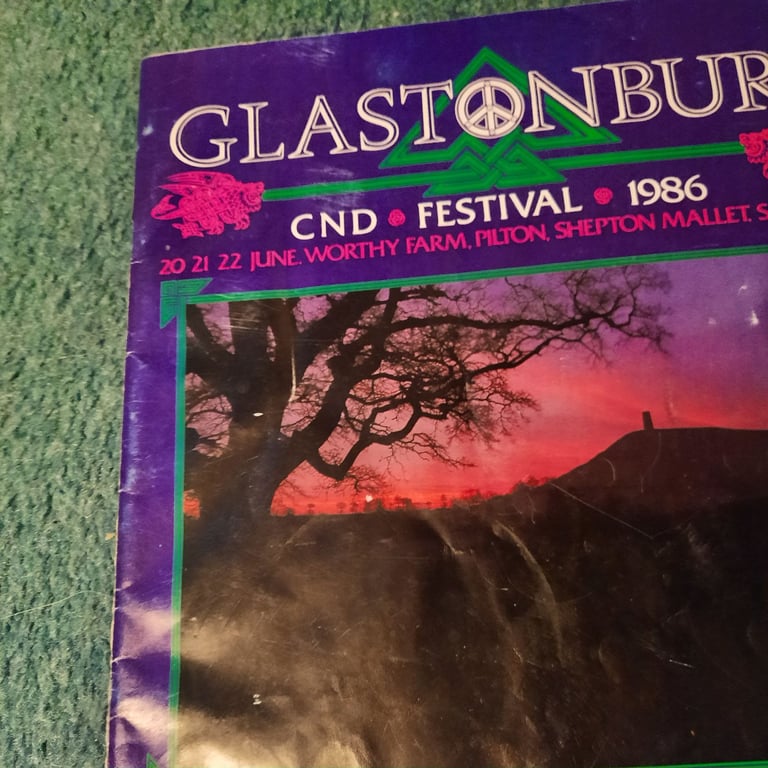 GLASTONBUR
CND • FESTIVAL • 1986
20 21 22 JUNE. WORTHY FARM, PILTON, SHEPTON MALLET. S